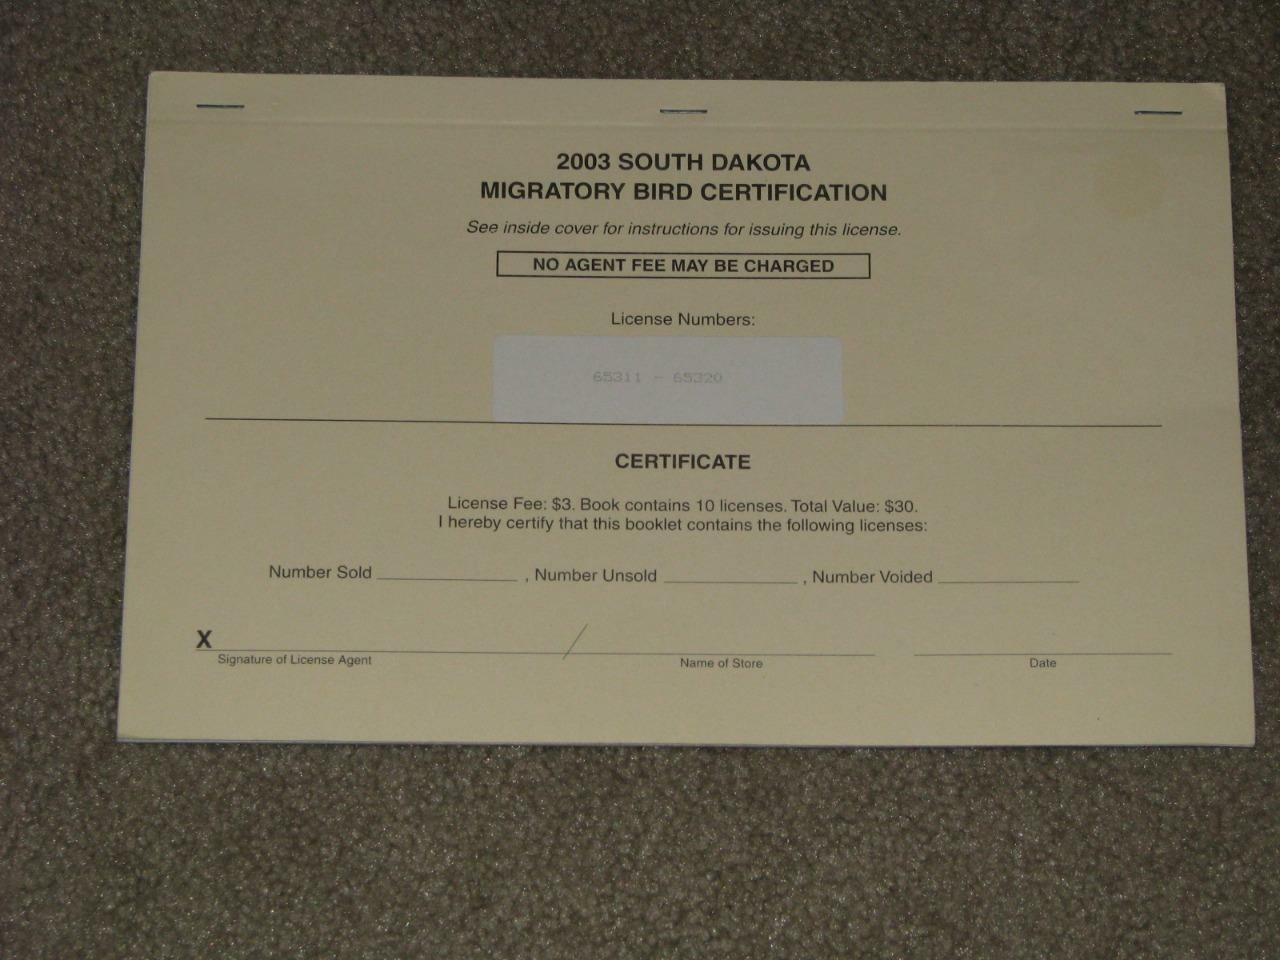 2003 SOUTH DAKOTA
MIGRATORY BIRD CERTIFICATION
See inside cover for instructions for issuing this license.
NO AGENT FEE MAY BE CHARGED
License Numbers:
65311 - 65320
CERTIFICATE
License Fee: $3. Book contains 10 licenses. Total Value: $30.
I hereby certify that this booklet contains the following licenses:
Number Sold , Number Unsold , Number Voided
X /
Signature of License Agent Name of Store Date